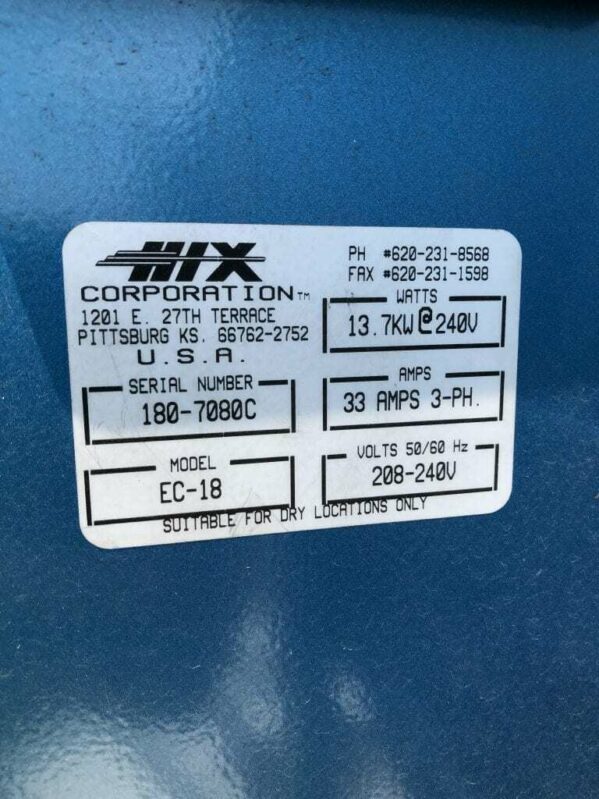 HIX
CORPORATION™
1201 E. 27TH TERRACE
PITTSBURG KS. 66762-2752
U.S.A.
PH #620-231-8568
FAX #620-231-1598
WATTS
13.7KW@240V
SERIAL NUMBER
180-7080C
AMPS
33 AMPS 3-PH.
MODEL
EC-18
VOLTS 50/60 Hz
208-240V
SUITABLE FOR DRY LOCATIONS ONLY